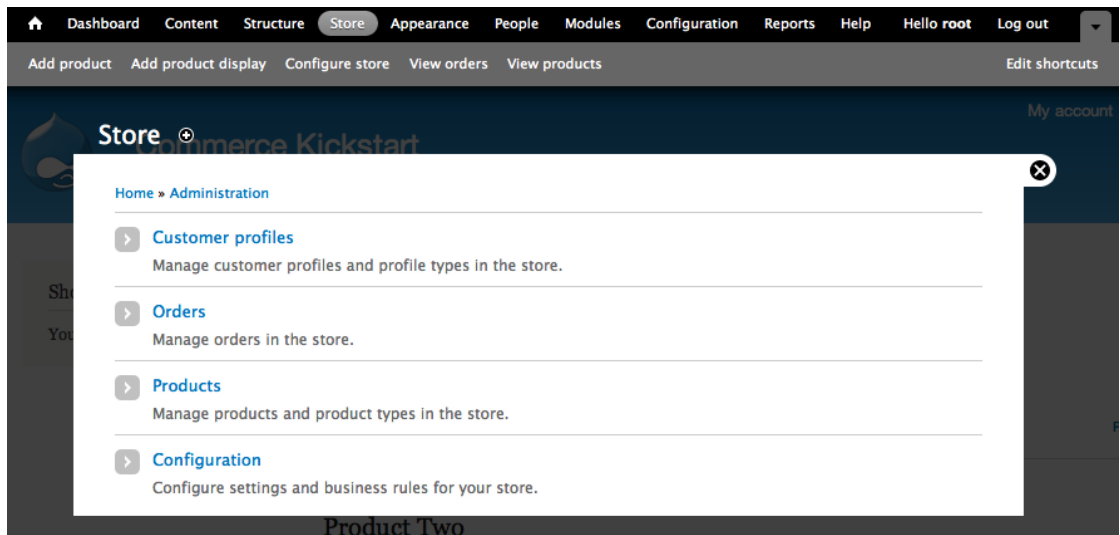 Dashboard Content Structure Store Appearance People Modules Configuration Reports Help Hello root Log out
Add product Add product display Configure store View orders View products Edit shortcuts
My account
Store
Commerce Kickstart
Home » Administration
Customer profiles
Manage customer profiles and profile types in the store.
Orders
Manage orders in the store.
Products
Manage products and product types in the store.
Configuration
Configure settings and business rules for your store.
Product Two